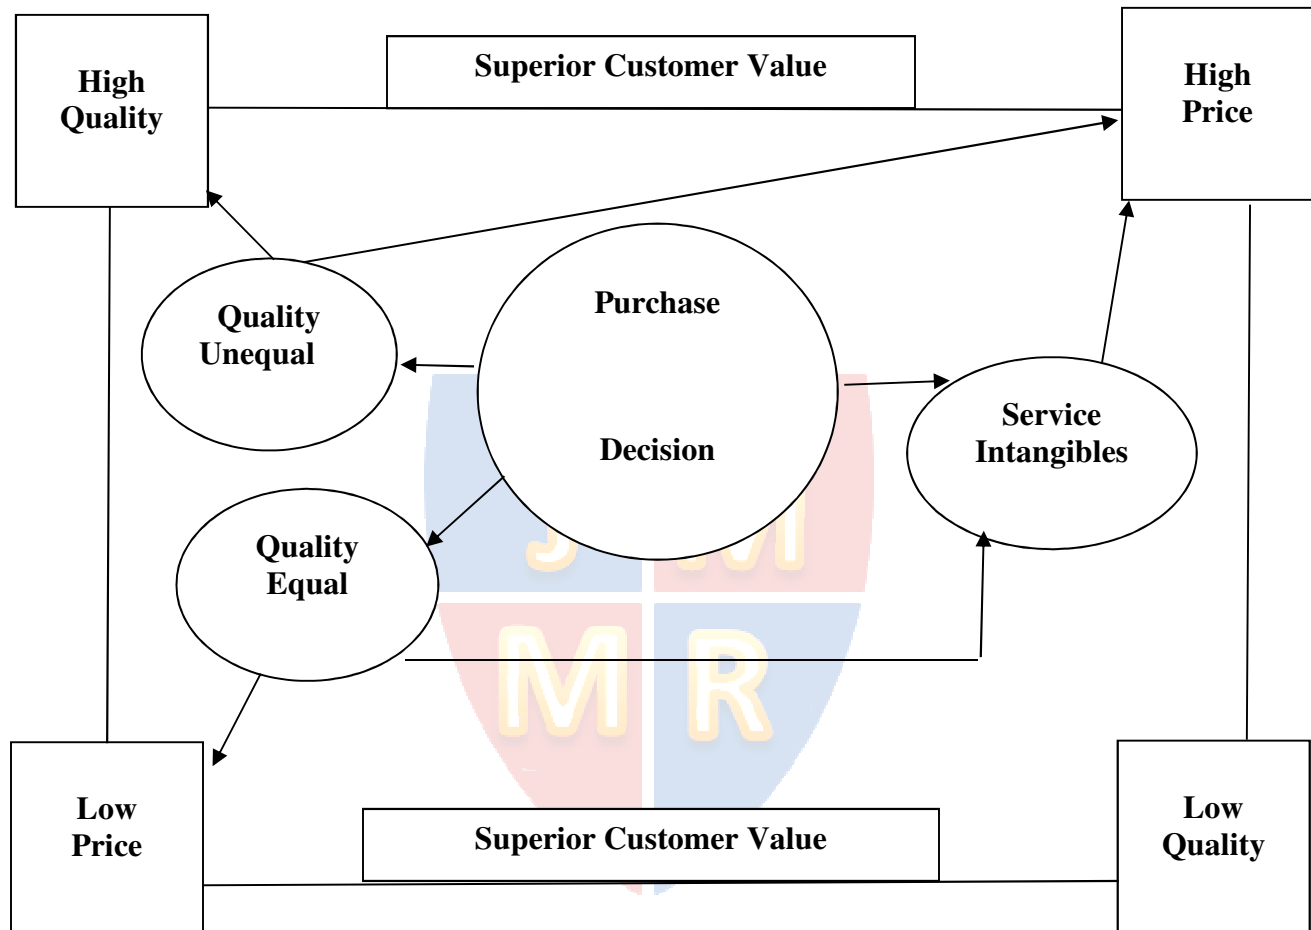 High
Quality
Superior Customer Value
High
Price
Quality
Unequal
Purchase
Decision
Service
Intangibles
Quality
Equal
J M
M R
Low
Price
Superior Customer Value
Low
Quality